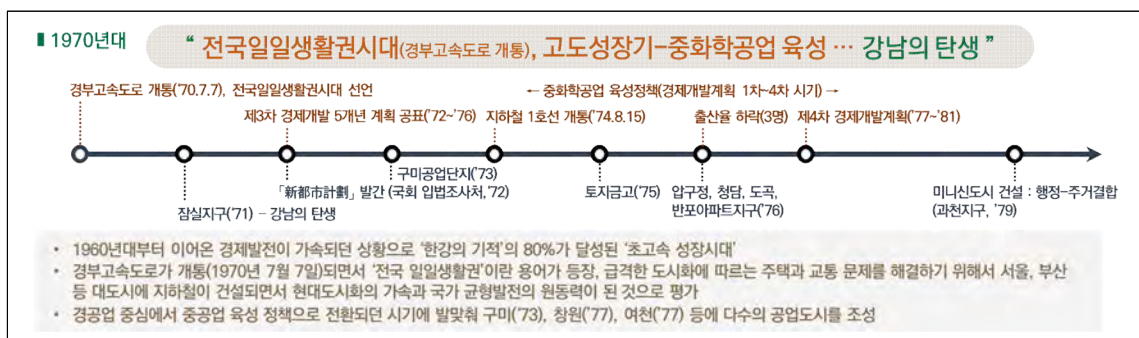 ▮1970년대
“ 전국일일생활권시대(경부고속도로 개통), 고도성장기-중화학공업 육성 … 강남의 탄생 ”
경부고속도로 개통('70.7.7), 전국일일생활권시대 선언
← 중화학공업 육성정책(경제개발계획 1차~4차 시기) →
제3차 경제개발 5개년 계획 공표('72~'76)
지하철 1호선 개통('74.8.15)
출산율 하락(3명)
제4차 경제개발계획('77~'81)
구미공업단지('73)
「新都市計劃」 발간 (국회 입법조사처, '72)
잠실지구('71) - 강남의 탄생
토지금고('75)
압구정, 청담, 도곡,
반포아파트지구('76)
미니신도시 건설 : 행정-주거결합
(과천지구, '79)
• 1960년대부터 이어온 경제발전이 가속되던 상황으로 '한강의 기적'의 80%가 달성된 '초고속 성장시대'
• 경부고속도로가 개통(1970년 7월 7일)되면서 '전국 일일생활권'이란 용어가 등장, 급격한 도시화에 따르는 주택과 교통 문제를 해결하기 위해서 서울, 부산
등 대도시에 지하철이 건설되면서 현대도시화의 가속과 국가 균형발전의 원동력이 된 것으로 평가
• 경공업 중심에서 중공업 육성 정책으로 전환되던 시기에 발맞춰 구미('73), 창원('77), 여천('77) 등에 다수의 공업도시를 조성